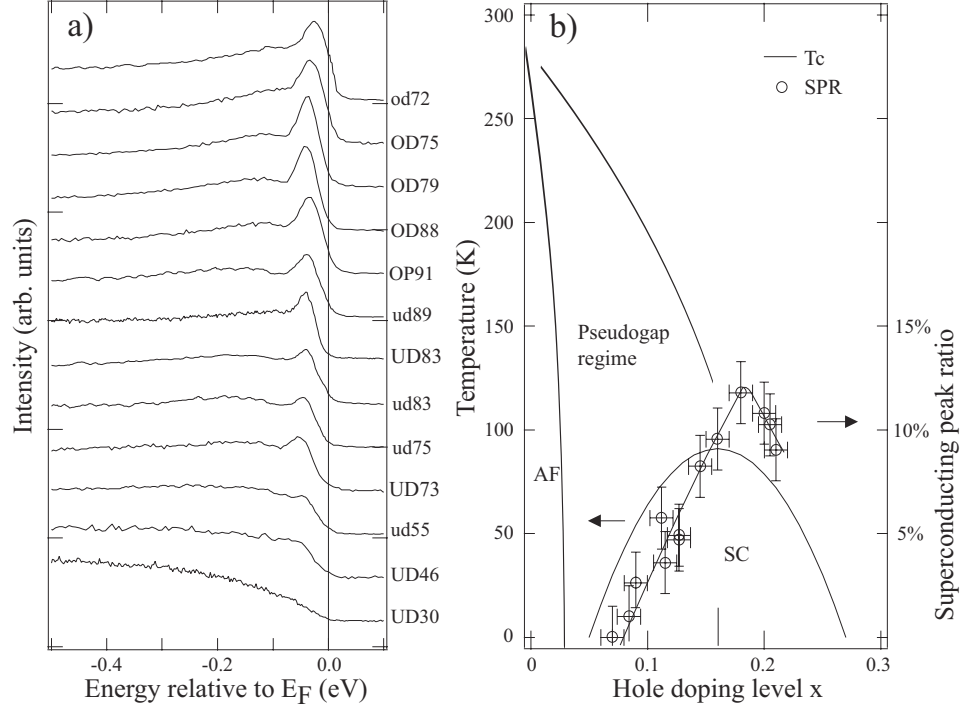 a)
od72
OD75
OD79
OD88
OP91
ud89
UD83
ud83
ud75
UD73
ud55
UD46
UD30
Intensity (arb. units)
-0.4
-0.2
0.0
Energy relative to EF (eV)
b)
Tc
SPR
300
250
200
150
100
50
0
Temperature (K)
Pseudogap
regime
AF
SC
15%
10%
5%
Superconducting peak ratio
0
0.1
0.2
0.3
Hole doping level x